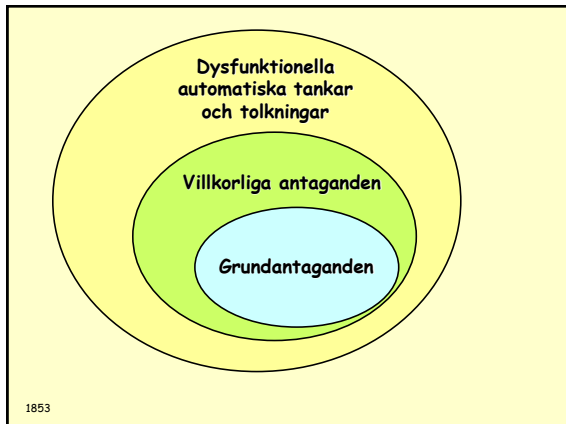 Dysfunktionella
automatiska tankar
och tolkningar
Villkorliga antaganden
Grundantaganden
1853